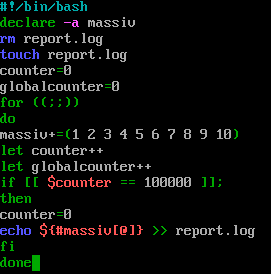 #!/bin/bash
declare -a massiv
rm report.log
touch report.log
counter=0
globalcounter=0
for ((;;))
do
massiv+=(1 2 3 4 5 6 7 8 9 10)
let counter++
let globalcounter++
if [[ $counter == 100000 ]];
then
counter=0
echo ${#massiv[@]} >> report.log
fi
done